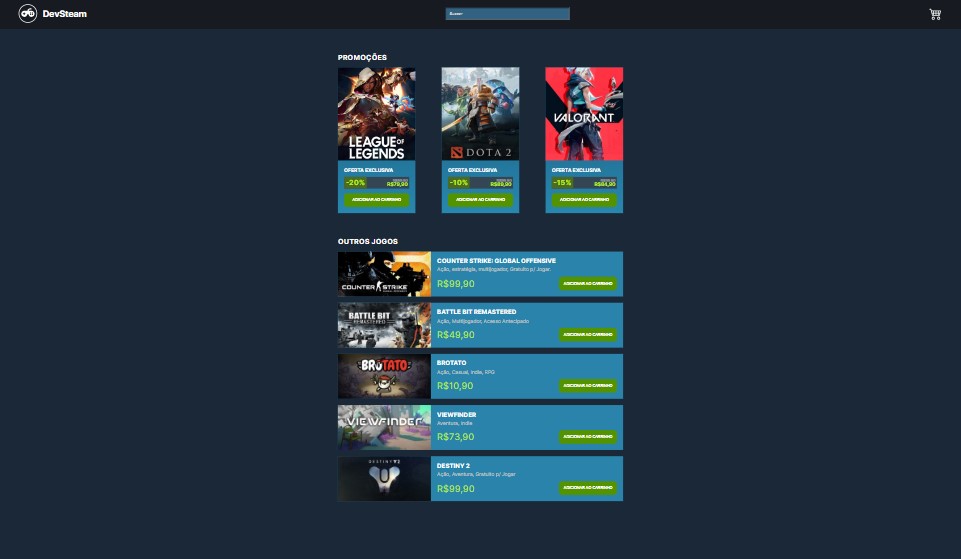 DevSteam
Buscar
PROMOÇÕES
LEAGUE OF
LEGENDS
OFERTA EXCLUSIVA
-20%
R$79,90
ADICIONAR AO CARRINHO
DOTA 2
OFERTA EXCLUSIVA
-10%
R$89,90
ADICIONAR AO CARRINHO
VALORANT
OFERTA EXCLUSIVA
-15%
R$84,90
ADICIONAR AO CARRINHO
OUTROS JOGOS
COUNTER STRIKE
COUNTER STRIKE: GLOBAL OFFENSIVE
Ação, estratégia, multijogador, Gratuito p/ Jogar.
R$99,90
ADICIONAR AO CARRINHO
BATTLE BIT
REMASTERED
BATTLE BIT REMASTERED
Ação, Multijogador, Acesso Antecipado
R$49,90
ADICIONAR AO CARRINHO
BROTATO
BROTATO
Ação, Casual, Indie, RPG
R$10,90
ADICIONAR AO CARRINHO
VIEWFINDER
VIEWFINDER
Aventura, Indie
R$73,90
ADICIONAR AO CARRINHO
DESTINY 2
DESTINY 2
Ação, Aventura, Gratuito p/ Jogar
R$99,90
ADICIONAR AO CARRINHO